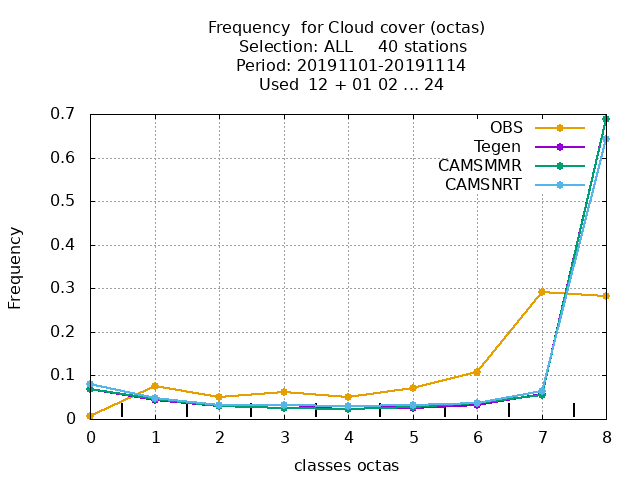 Frequency for Cloud cover (octas)
Selection: ALL 40 stations
Period: 20191101-20191114
Used 12 + 01 02 ... 24
0.7
0.6
0.5
0.4
0.3
0.2
0.1
0
Frequency
OBS
Tegen
CAMSMMR
CAMSNRT
0 1 2 3 4 5 6 7 8
classes octas